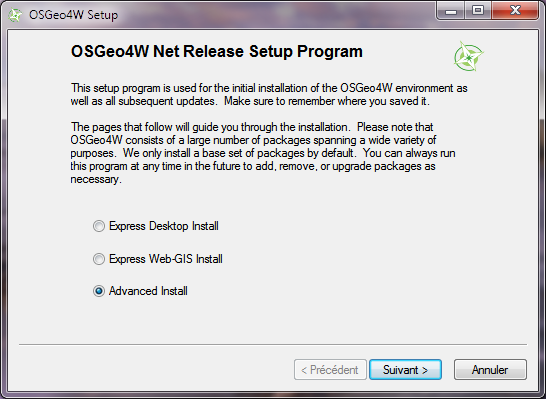 OSGeo4W Setup
OSGeo4W Net Release Setup Program
This setup program is used for the initial installation of the OSGeo4W environment as
well as all subsequent updates. Make sure to remember where you saved it.
The pages that follow will guide you through the installation. Please note that
OSGeo4W consists of a large number of packages spanning a wide variety of
purposes. We only install a base set of packages by default. You can always run
this program at any time in the future to add, remove, or upgrade packages as
necessary.
Express Desktop Install
Express Web-GIS Install
Advanced Install
< Précédent
Suivant >
Annuler